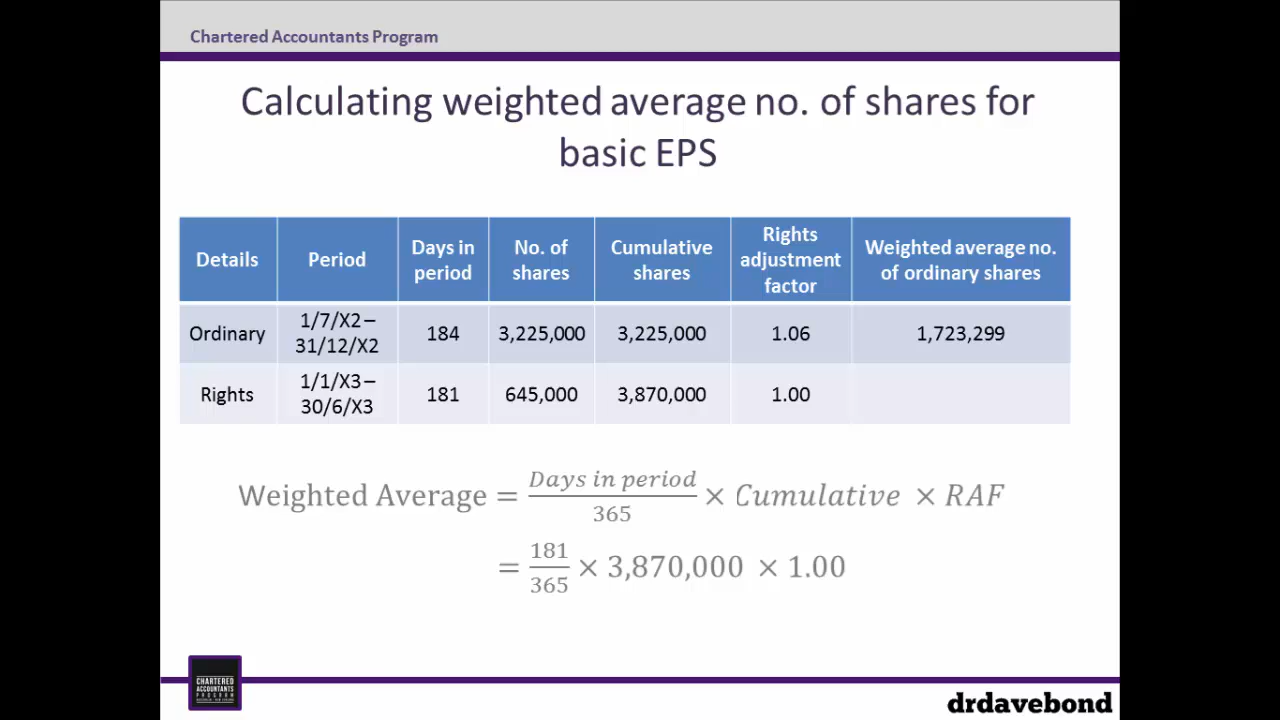 Chartered Accountants Program
Calculating weighted average no. of shares for
basic EPS
Details Period Days in period No. of shares Cumulative shares Rights adjustment factor Weighted average no. of ordinary shares
Ordinary 1/7/X2 – 31/12/X2 184 3,225,000 3,225,000 1.06 1,723,299
Rights 1/1/X3 – 30/6/X3 181 645,000 3,870,000 1.00
Weighted Average = Days in period / 365 × Cumulative × RAF
= 181 / 365 × 3,870,000 × 1.00
CHARTERED
ACCOUNTANTS
PROGRAM
drdavebond